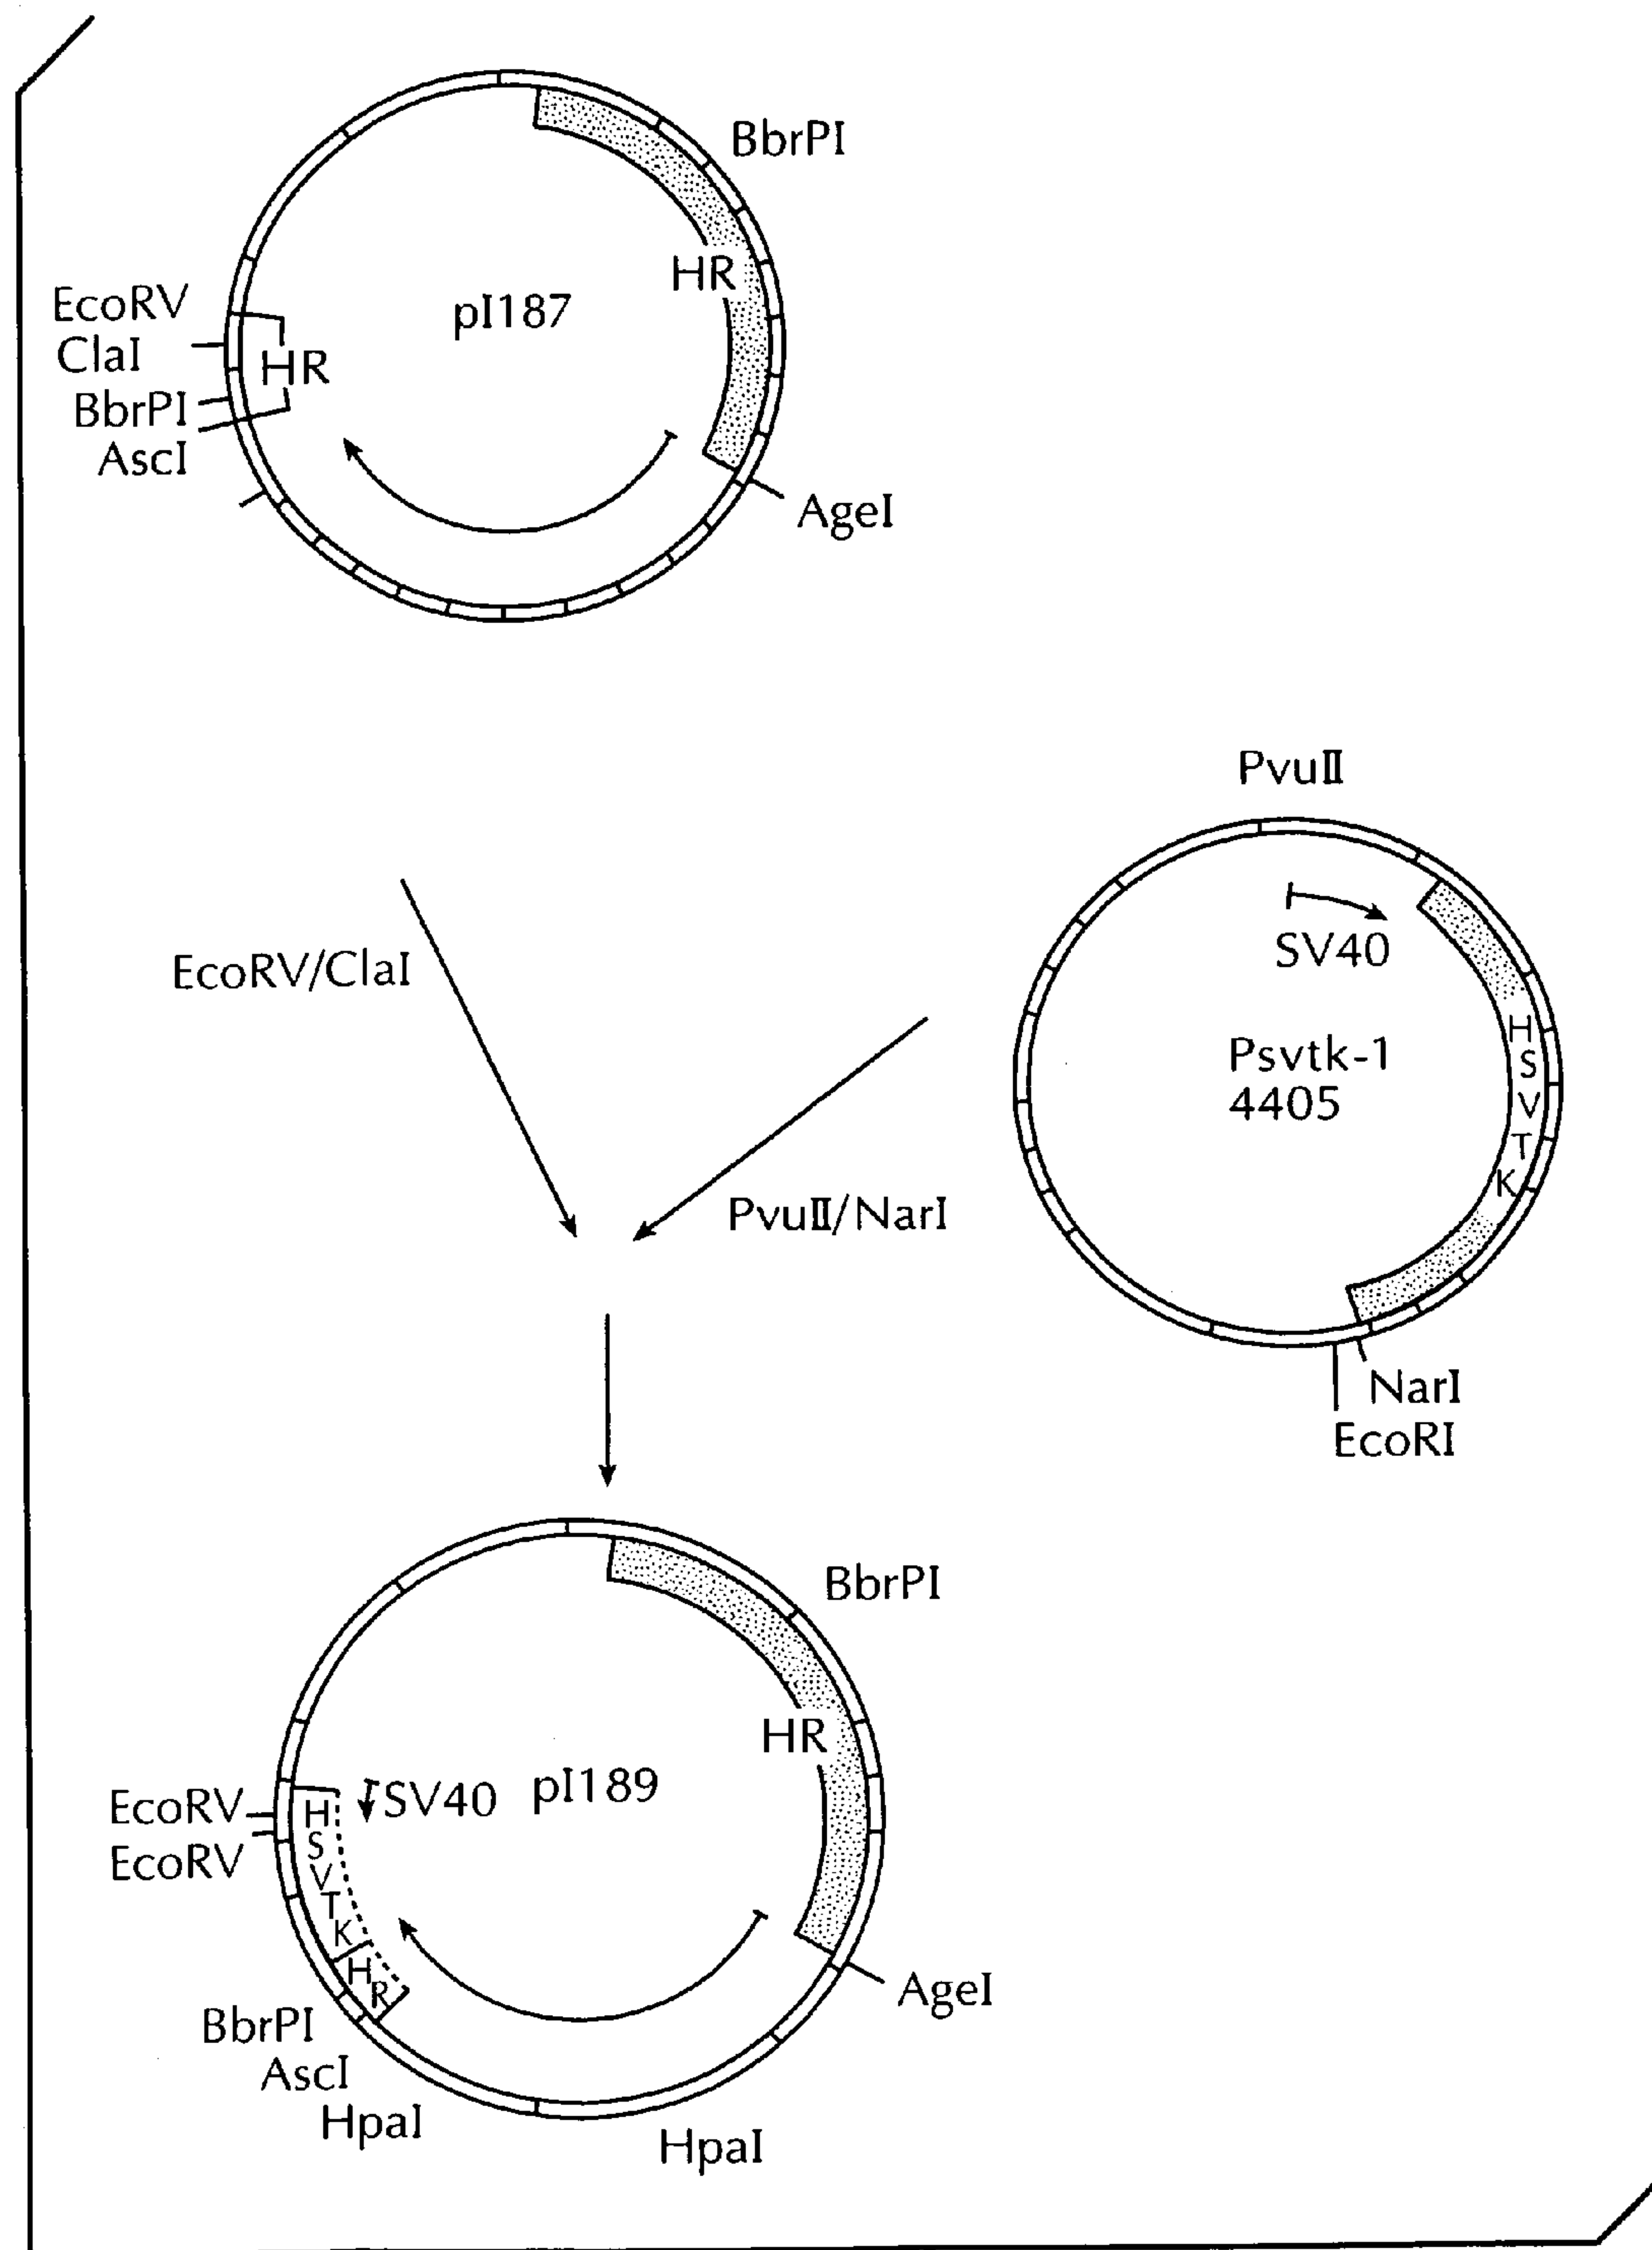 BbrPI
HR
pI187
EcoRV
ClaI
HR
BbrPI
AscI
AgeI
PvuII
SV40
EcoRV/ClaI
HSVTK
Psvtk-1
4405
PvuII/NarI
NarI
EcoRI
BbrPI
HR
SV40
pI189
EcoRV
EcoRV
HSVTK
HR
AgeI
BbrPI
AscI
HpaI
HpaI